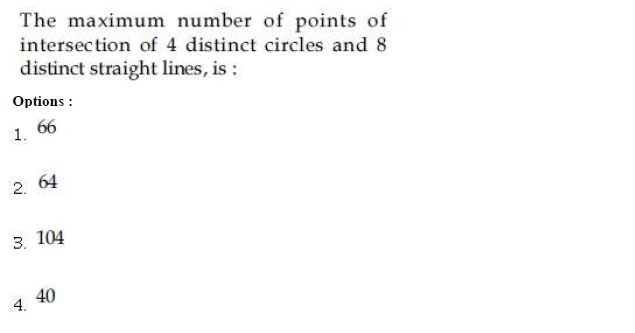 The maximum number of points of
intersection of 4 distinct circles and 8
distinct straight lines, is :
Options :
1. 66
2. 64
3. 104
4. 40